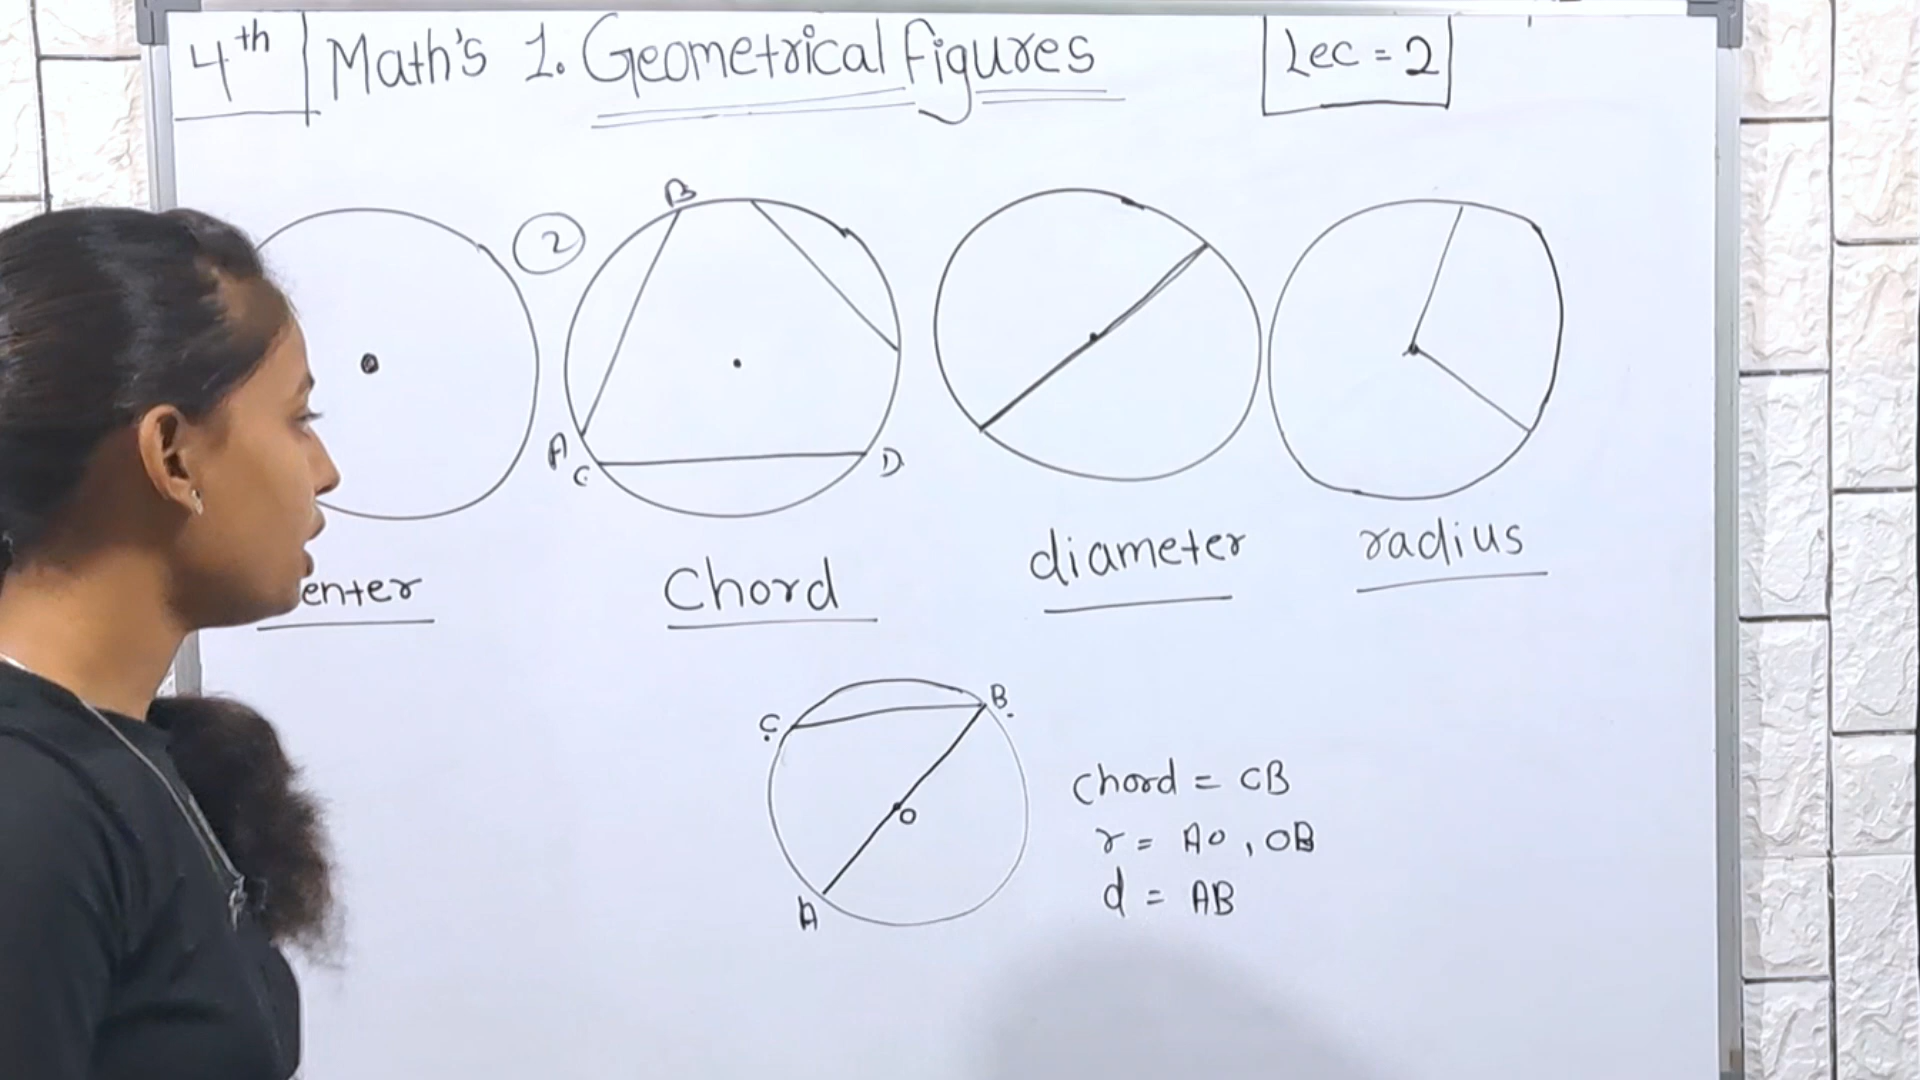 4th Math's 1. Geometrical figures Lec = 2
2
B
A
C
D
enter
Chord
diameter
radius
C
B
O
A
chord = CB
r = AO, OB
d = AB